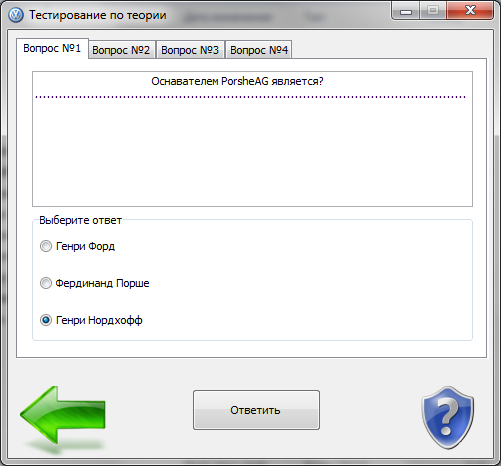 Тестирование по теории
Вопрос №1 Вопрос №2 Вопрос №3 Вопрос №4
Оснавателем PorsheAG является?
Выберите ответ
Генри Форд
Фердинанд Порше
Генри Нордхофф
Ответить